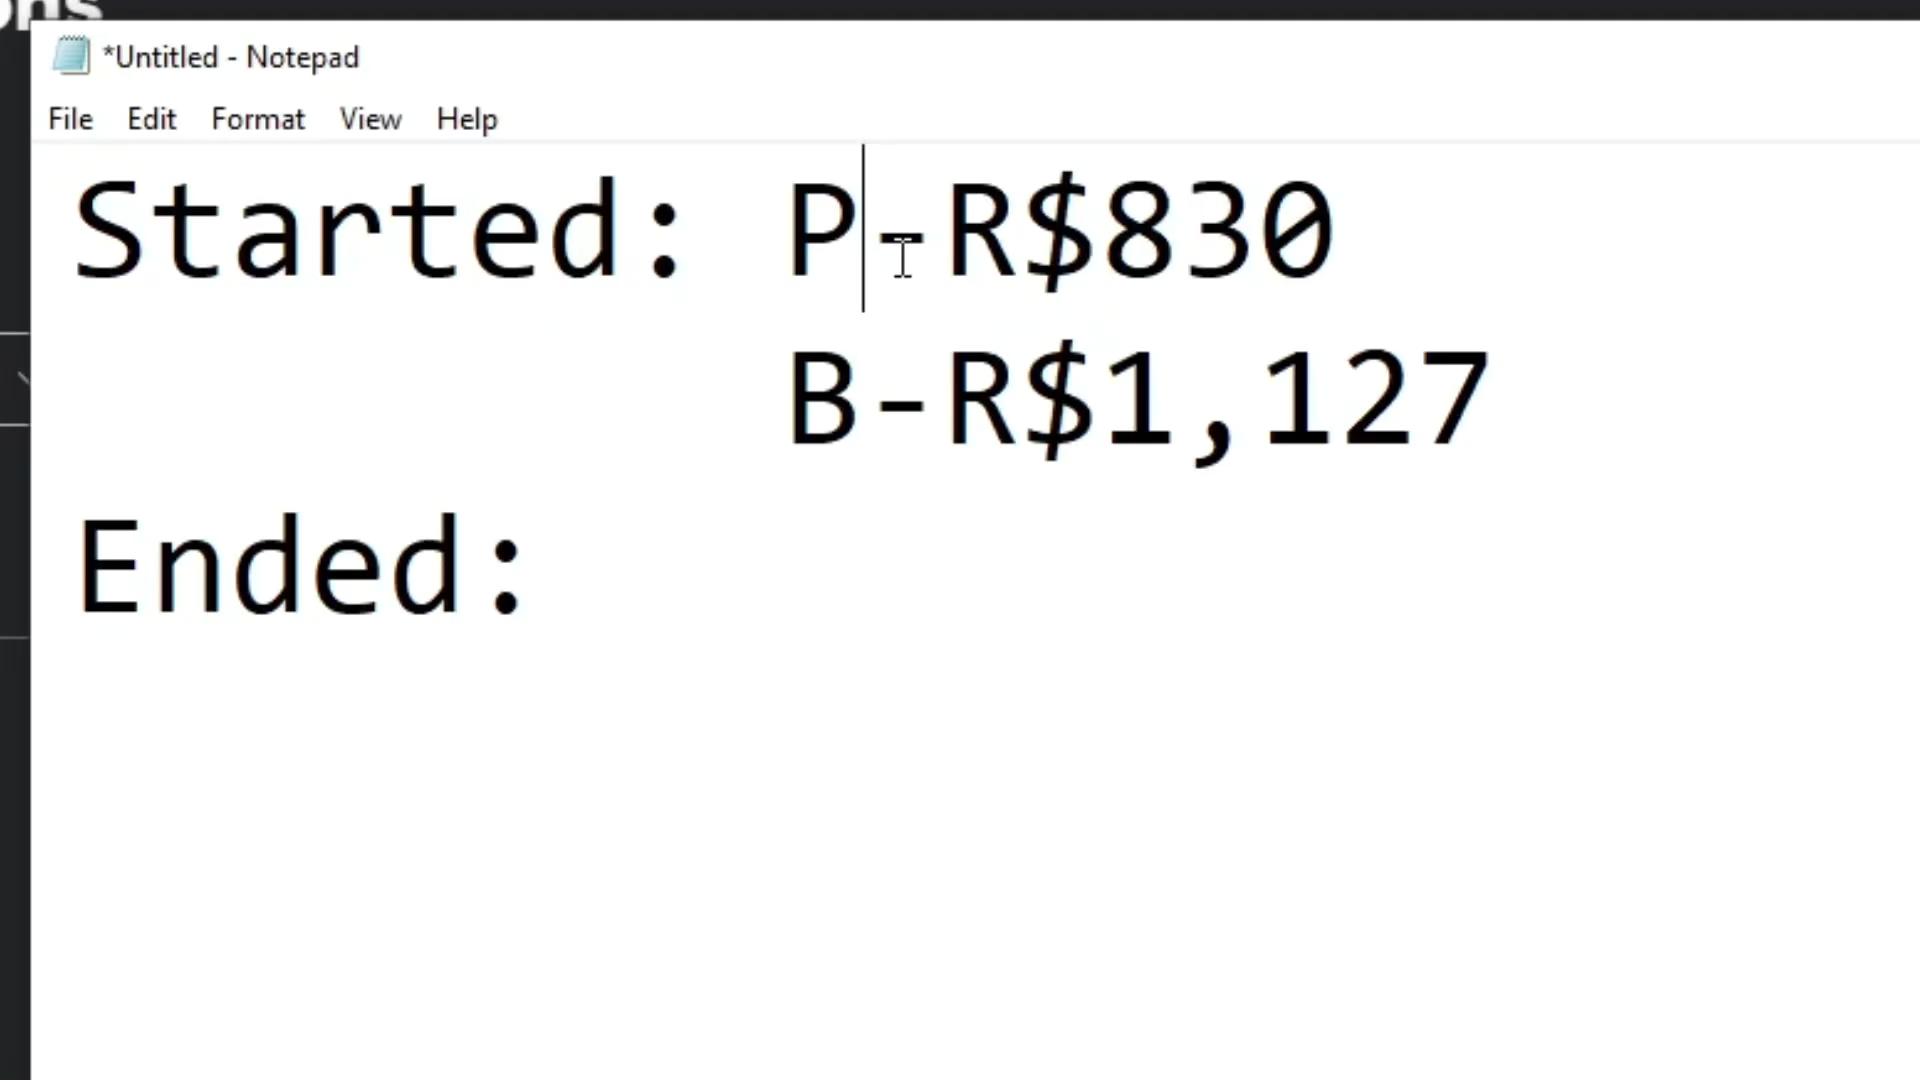 *Untitled - Notepad
File Edit Format View Help
Started: P-R$830
B-R$1,127
Ended: